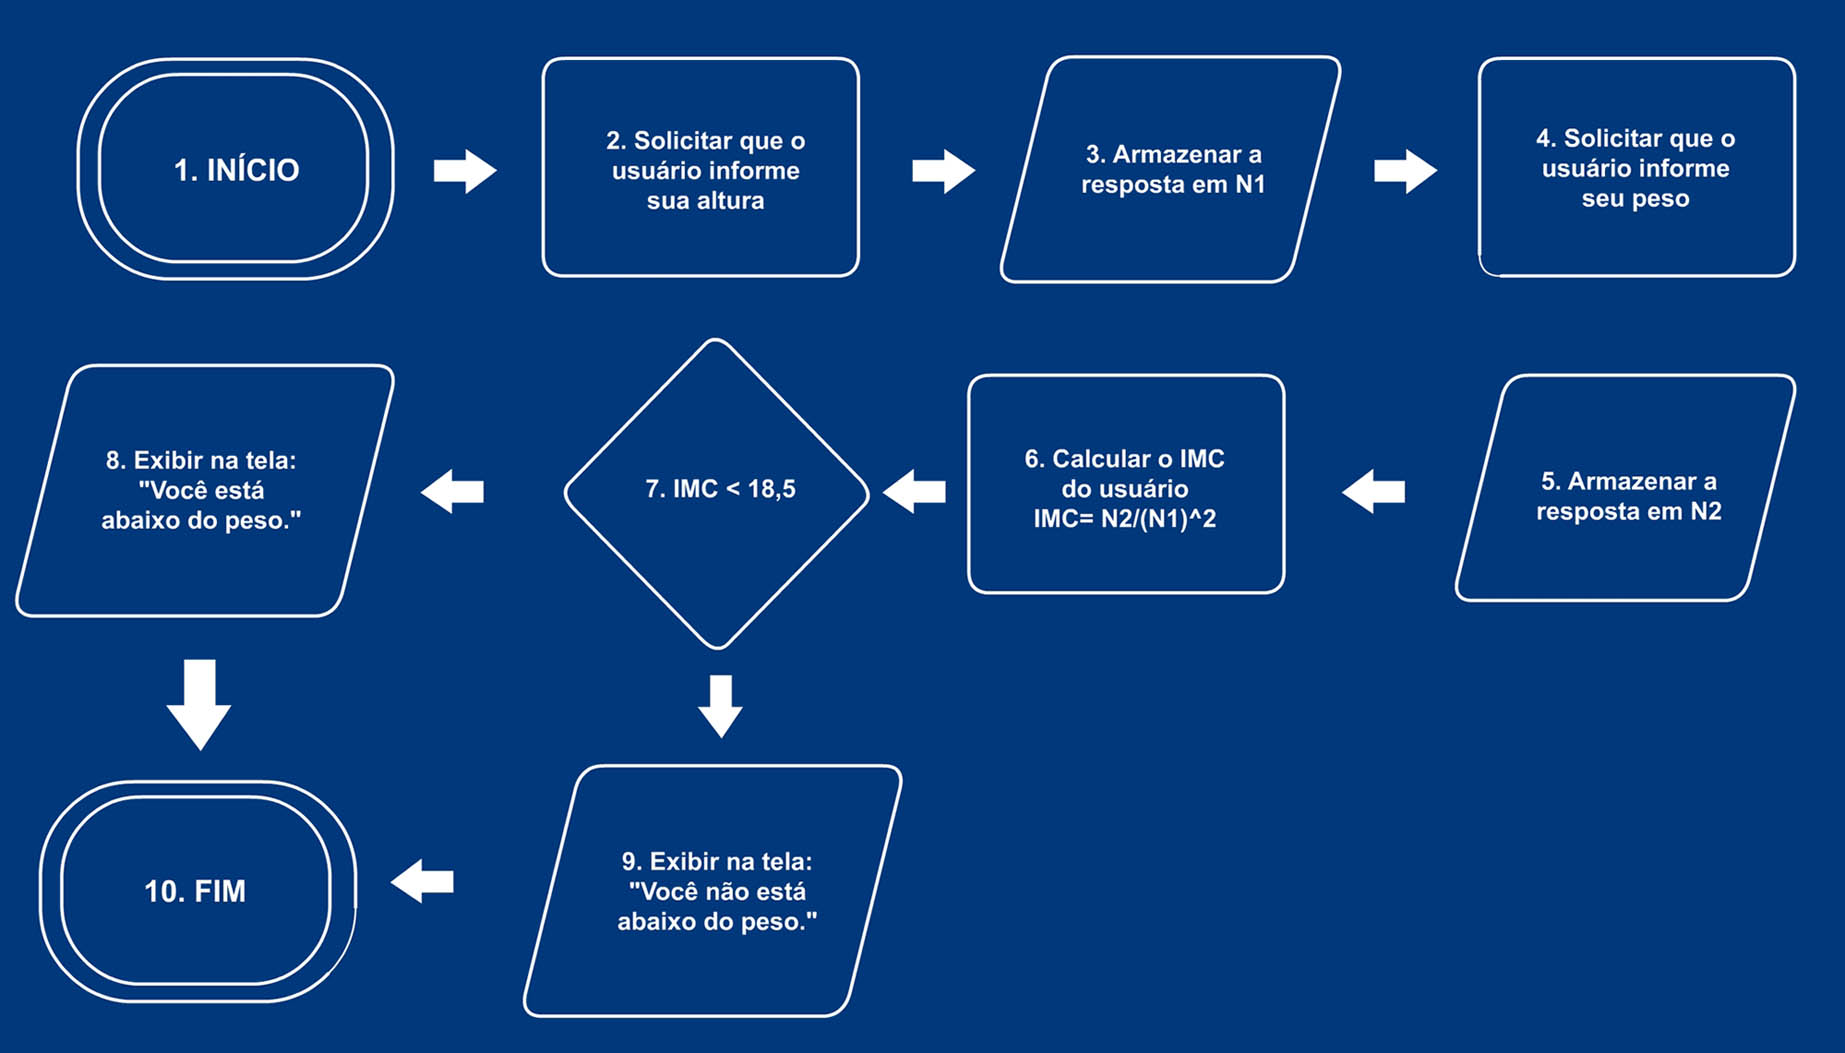 1. INÍCIO
2. Solicitar que o
usuário informe
sua altura
3. Armazenar a
resposta em N1
4. Solicitar que o
usuário informe
seu peso
5. Armazenar a
resposta em N2
6. Calcular o IMC
do usuário
IMC= N2/(N1)^2
7. IMC < 18,5
8. Exibir na tela:
"Você está
abaixo do peso."
9. Exibir na tela:
"Você não está
abaixo do peso."
10. FIM